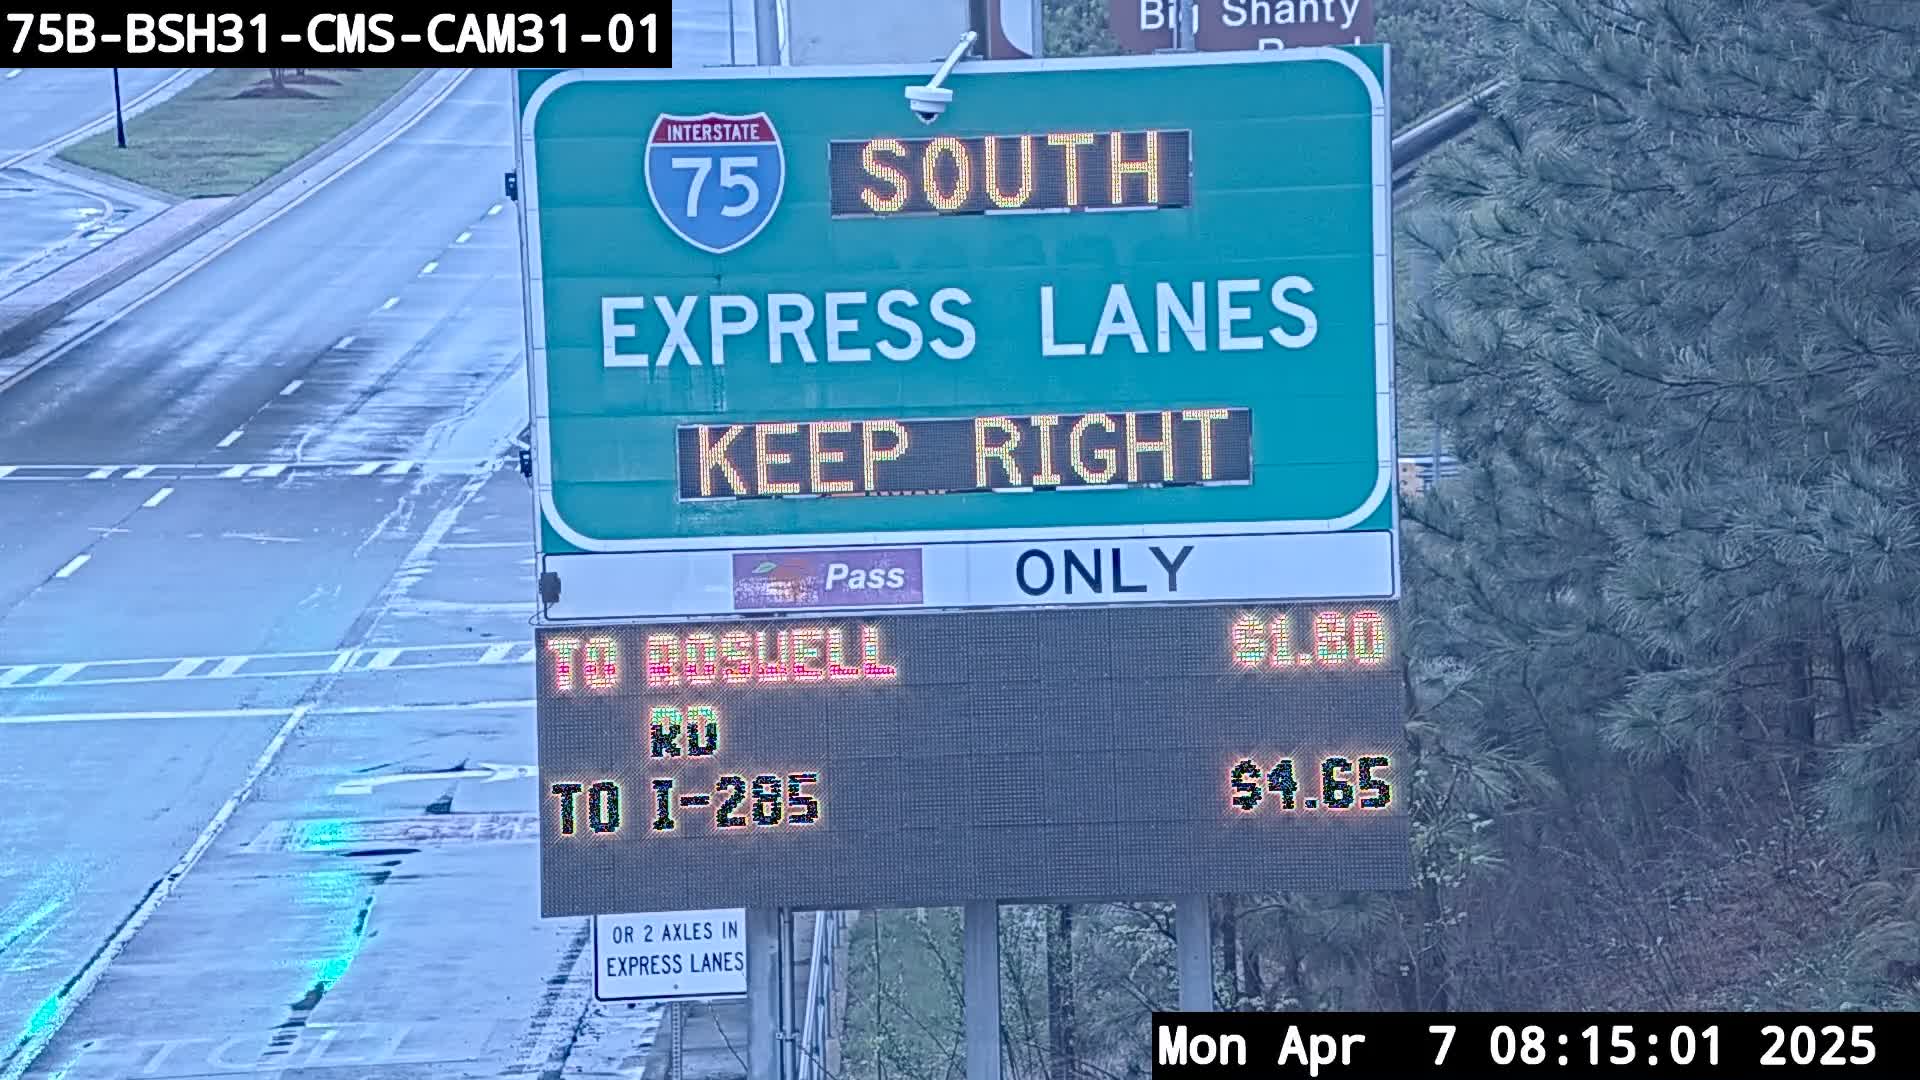 75B-BSH31-CMS-CAM31-01
Big Shanty
INTERSTATE
75
SOUTH
EXPRESS LANES
KEEP RIGHT
Pass
ONLY
TO ROSWELL $1.80
RD
TO I-285 $4.65
OR 2 AXLES IN
EXPRESS LANES
Mon Apr 7 08:15:01 2025